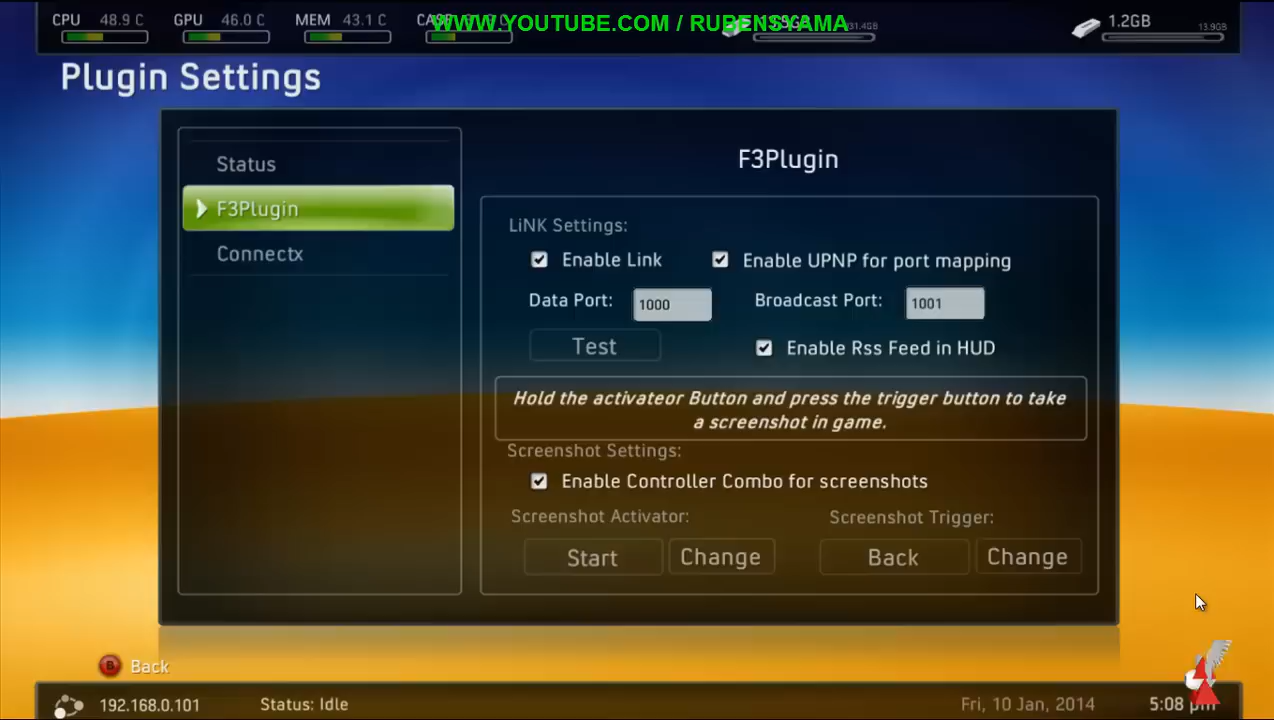 CPU 48.9 C GPU 46.0 C MEM 43.1 C
WWW.YOUTUBE.COM / RUBENSYAMA
31.4GB
1.2GB 13.9GB
Plugin Settings
Status
F3Plugin
Connectx
F3Plugin
LiNK Settings:
Enable Link Enable UPNP for port mapping
Data Port: 1000 Broadcast Port: 1001
Test Enable Rss Feed in HUD
Hold the activateor Button and press the trigger button to take
a screenshot in game.
Screenshot Settings:
Enable Controller Combo for screenshots
Screenshot Activator: Screenshot Trigger:
Start Change Back Change
B Back
192.168.0.101 Status: Idle Fri, 10 Jan, 2014 5:08 pm